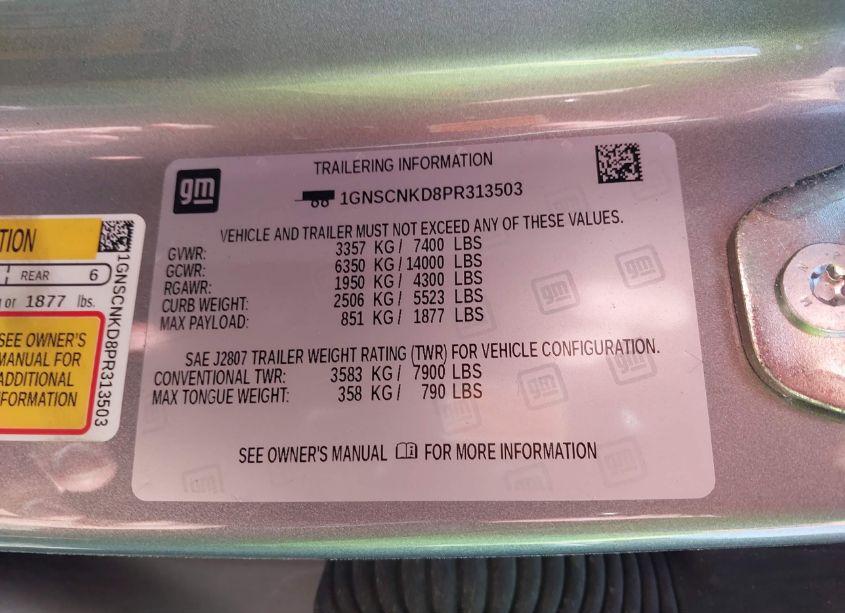 TION
REAR 6
1877 lbs.
SEE OWNER'S
MANUAL FOR
ADDITIONAL
INFORMATION
1GNSCNKD8PR313503
gm
TRAILERING INFORMATION
1GNSCNKD8PR313503
VEHICLE AND TRAILER MUST NOT EXCEED ANY OF THESE VALUES.
GVWR: 3357 KG / 7400 LBS
GCWR: 6350 KG / 14000 LBS
RGAWR: 1950 KG / 4300 LBS
CURB WEIGHT: 2506 KG / 5523 LBS
MAX PAYLOAD: 851 KG / 1877 LBS
SAE J2807 TRAILER WEIGHT RATING (TWR) FOR VEHICLE CONFIGURATION.
CONVENTIONAL TWR: 3583 KG / 7900 LBS
MAX TONGUE WEIGHT: 358 KG / 790 LBS
SEE OWNER'S MANUAL FOR MORE INFORMATION